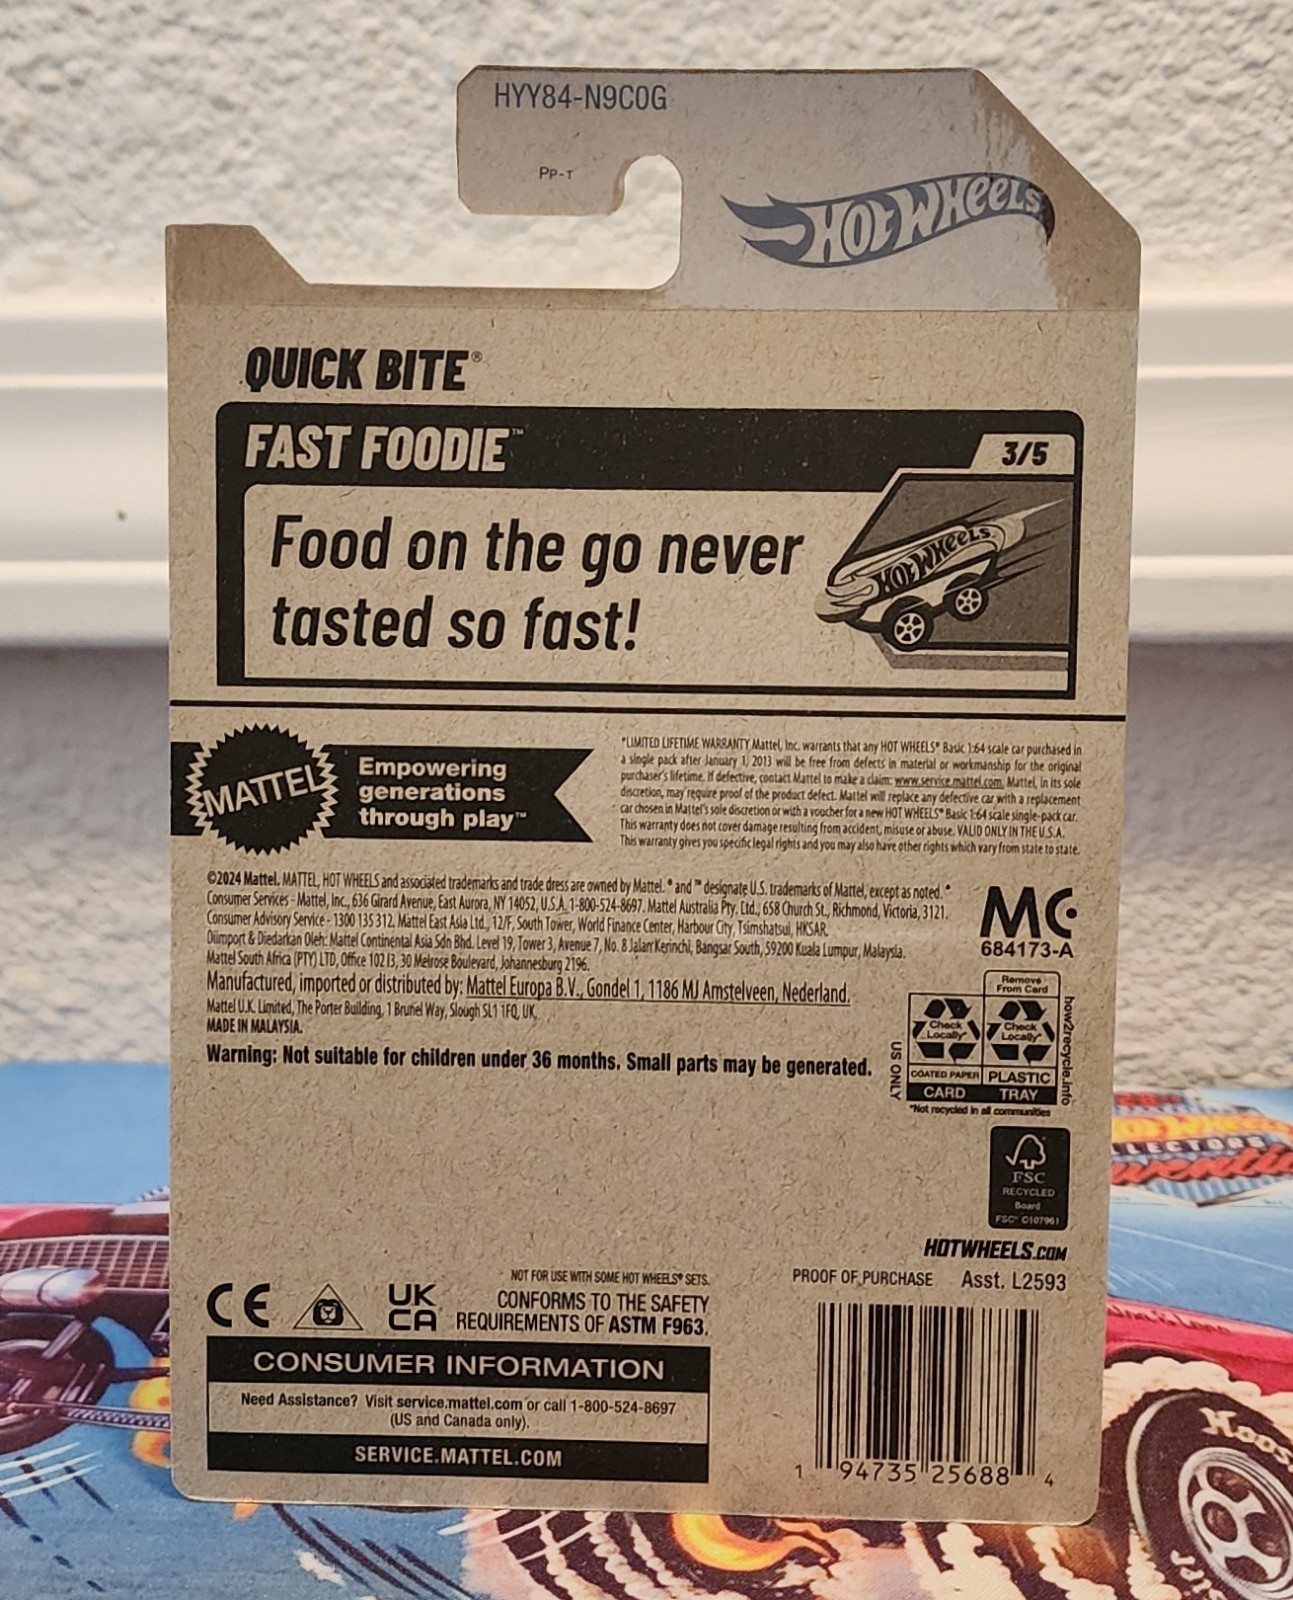 HYY84-N9C0G
PP-T
HOT WHEELS
QUICK BITE®
FAST FOODIE™
3/5
Food on the go never
tasted so fast!
HOT WHEELS
MATTEL
Empowering
generations
through play™
*LIMITED LIFETIME WARRANTY Mattel, Inc. warrants that any HOT WHEELS® Basic 1:64 scale car purchased in
a single pack after January 1, 2013 will be free from defects in material or workmanship for the original
purchaser's lifetime. If defective, contact Mattel to make a claim: www.service.mattel.com. Mattel, in its sole
discretion, may require proof of the product defect. Mattel will replace any defective car with a replacement
car chosen in Mattel's sole discretion or with a voucher for a new HOT WHEELS® Basic 1:64 scale single-pack car.
This warranty does not cover damage resulting from accident, misuse or abuse. VALID ONLY IN THE U.S.A.
This warranty gives you specific legal rights and you may also have other rights which vary from state to state.
©2024 Mattel. MATTEL, HOT WHEELS and associated trademarks and trade dress are owned by Mattel. ® and ™ designate U.S. trademarks of Mattel, except as noted. •
Consumer Services - Mattel, Inc., 636 Girard Avenue, East Aurora, NY 14052, U.S.A. 1-800-524-8697. Mattel Australia Pty. Ltd., 658 Church St., Richmond, Victoria, 3121.
Consumer Advisory Service - 1300 135 312. Mattel East Asia Ltd., 12/F, South Tower, World Finance Center, Harbour City, Tsimshatsui, HKSAR.
Diimport & Diedarkan Oleh: Mattel Continental Asia Sdn Bhd. Level 19, Tower 3, Avenue 7, No. 8 Jalan Kerinchi, Bangsar South, 59200 Kuala Lumpur, Malaysia.
Mattel South Africa (PTY) LTD, Office 102 I3, 30 Melrose Boulevard, Johannesburg 2196.
Manufactured, imported or distributed by: Mattel Europa B.V., Gondel 1, 1186 MJ Amstelveen, Nederland.
Mattel U.K. Limited, The Porter Building, 1 Brunel Way, Slough SL1 1FQ, UK.
MADE IN MALAYSIA.
Warning: Not suitable for children under 36 months. Small parts may be generated.
MC
684173-A
Remove
From Card
Check
Locally*
Check
Locally*
COATED PAPER
PLASTIC
CARD
TRAY
US ONLY
how2recycle.info
*Not recycled in all communities
FSC
RECYCLED
Board
FSC® C107961
HOTWHEELS.COM
PROOF OF PURCHASE Asst. L2593
NOT FOR USE WITH SOME HOT WHEELS® SETS.
CE
UK
CA
CONFORMS TO THE SAFETY
REQUIREMENTS OF ASTM F963.
CONSUMER INFORMATION
Need Assistance? Visit service.mattel.com or call 1-800-524-8697
(US and Canada only).
SERVICE.MATTEL.COM
1 94735 25688 4